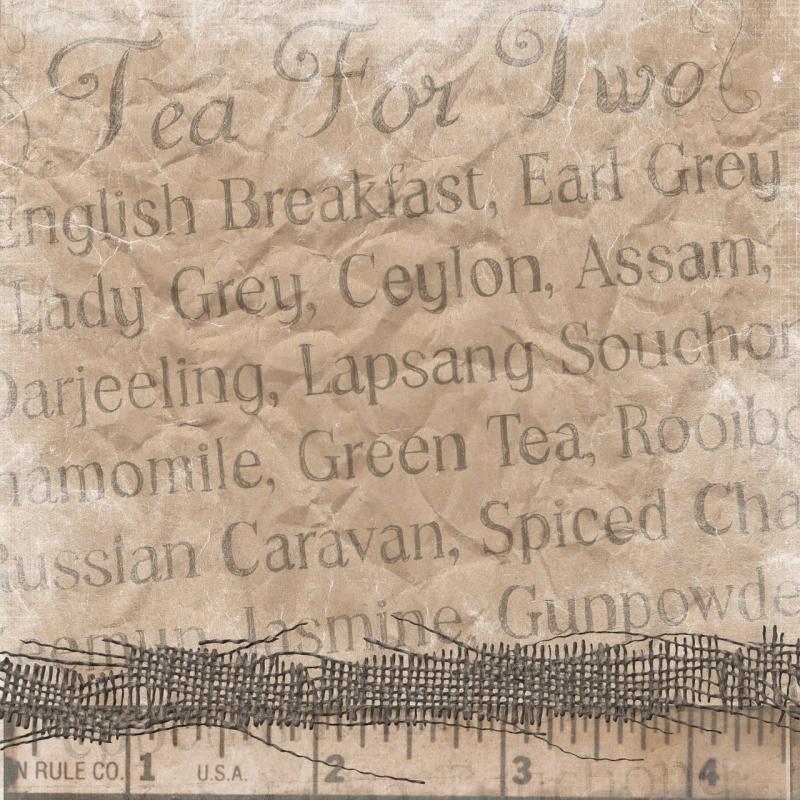 Tea For Two
English Breakfast, Earl Grey
Lady Grey, Ceylon, Assam,
Darjeeling, Lapsang Souchon
hamomile, Green Tea, Rooibo
Russian Caravan, Spiced Cha
Jasmine, Gunpowde
N RULE CO. 1 U.S.A. 2 3 4